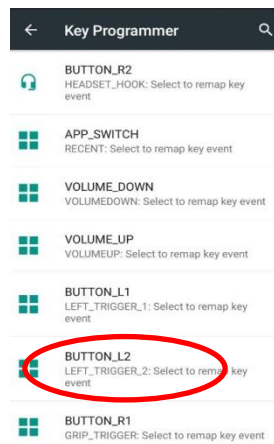 Key Programmer
BUTTON_R2
HEADSET_HOOK: Select to remap key
event
APP_SWITCH
RECENT: Select to remap key event
VOLUME_DOWN
VOLUMEDOWN: Select to remap key event
VOLUME_UP
VOLUMEUP: Select to remap key event
BUTTON_L1
LEFT_TRIGGER_1: Select to remap key
event
BUTTON_L2
LEFT_TRIGGER_2: Select to remap key
event
BUTTON_R1
GRIP_TRIGGER: Select to remap key event